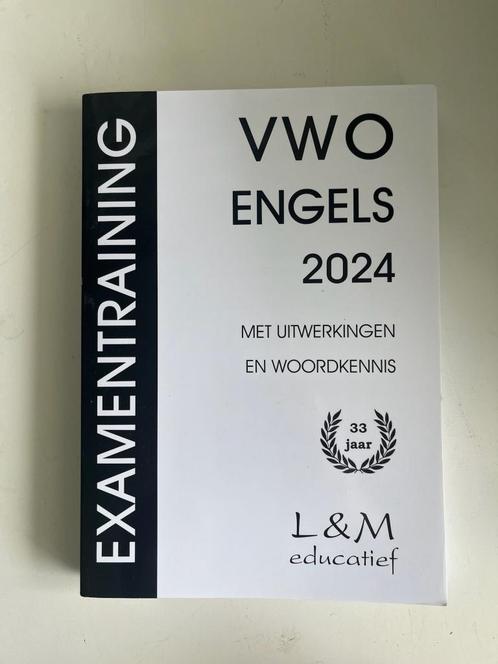 EXAMENTRAINING
VWO
ENGELS
2024
MET UITWERKINGEN
EN WOORDKENNIS
33
jaar
L&M
educatief